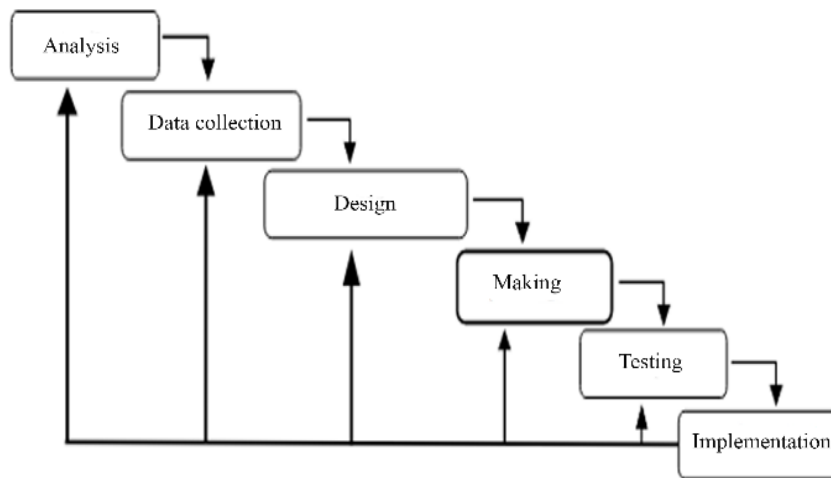 Analysis
Data collection
Design
Making
Testing
Implementation